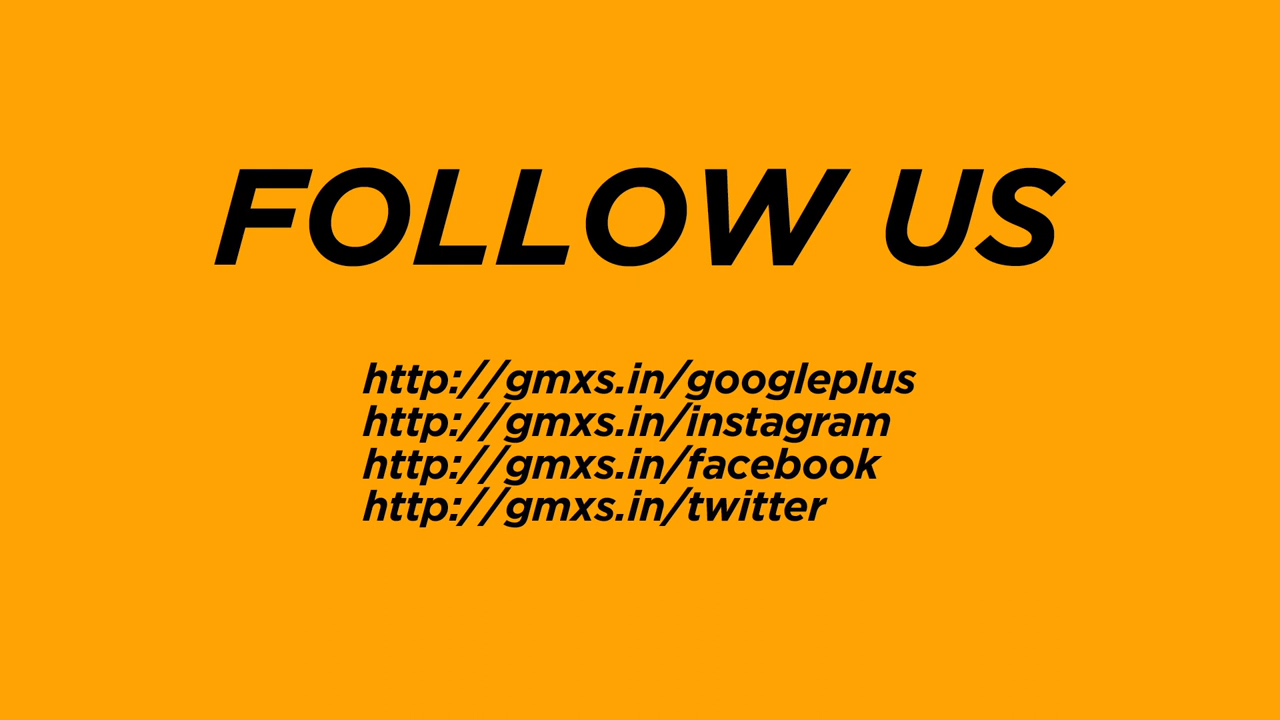 FOLLOW US
http://gmxs.in/googleplus
http://gmxs.in/instagram
http://gmxs.in/facebook
http://gmxs.in/twitter